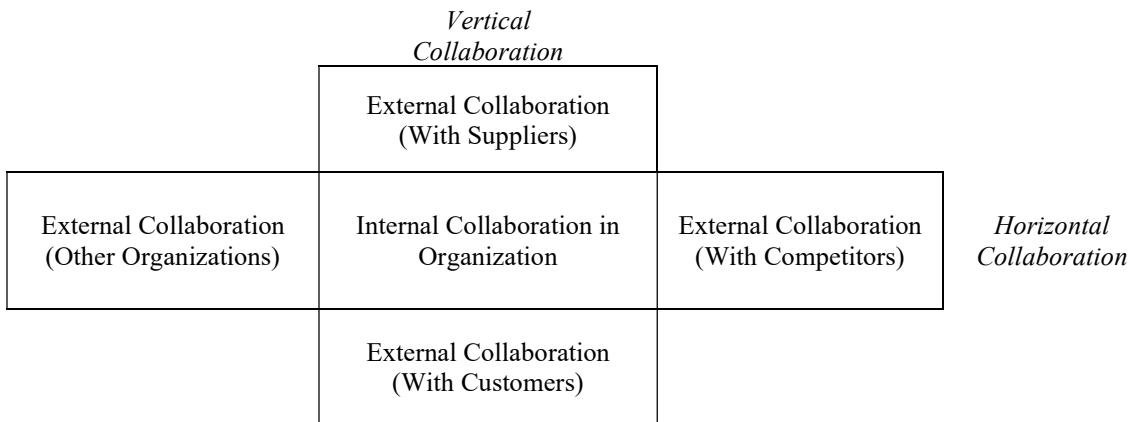 Vertical
Collaboration
External Collaboration
(With Suppliers)
External Collaboration
(Other Organizations)
Internal Collaboration in
Organization
External Collaboration
(With Competitors)
Horizontal
Collaboration
External Collaboration
(With Customers)